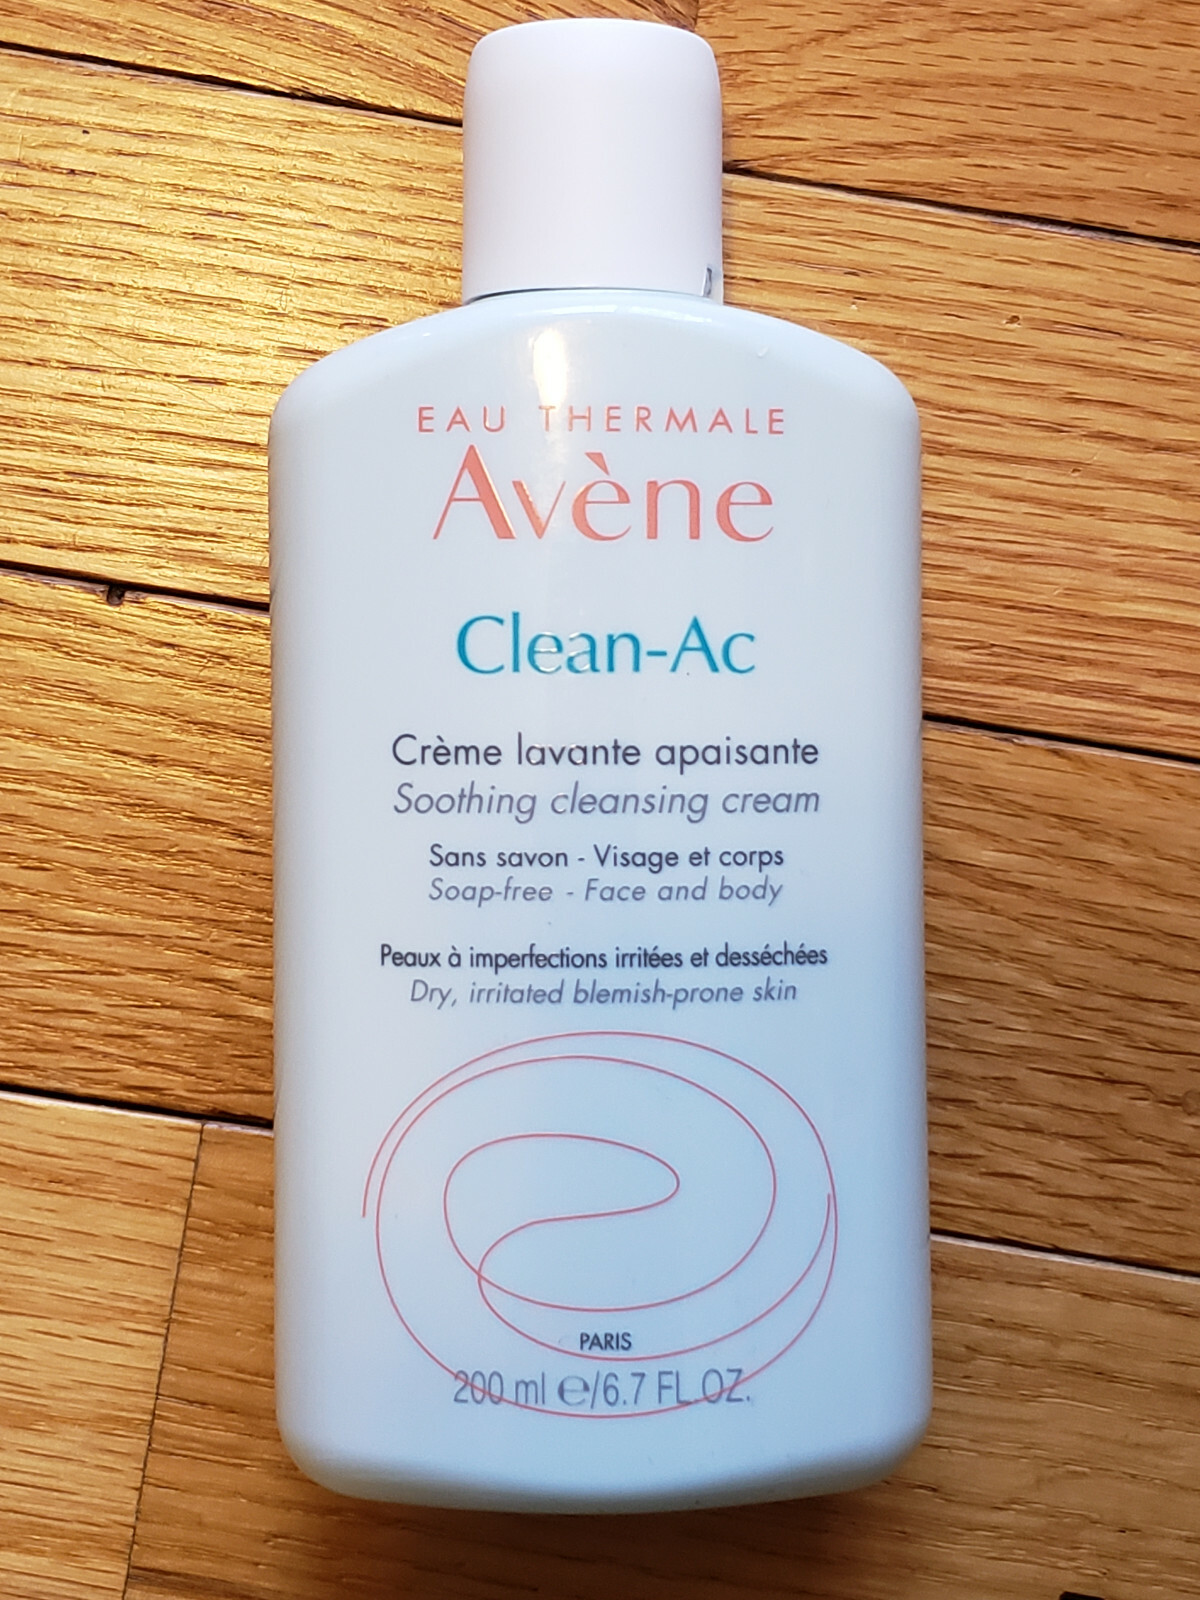 EAU THERMALE
Avène
Clean-Ac
Crème lavante apaisante
Soothing cleansing cream
Sans savon - Visage et corps
Soap-free - Face and body
Peaux à imperfections irritées et desséchées
Dry, irritated blemish-prone skin
PARIS
200 ml ℮/6.7 FL.OZ.